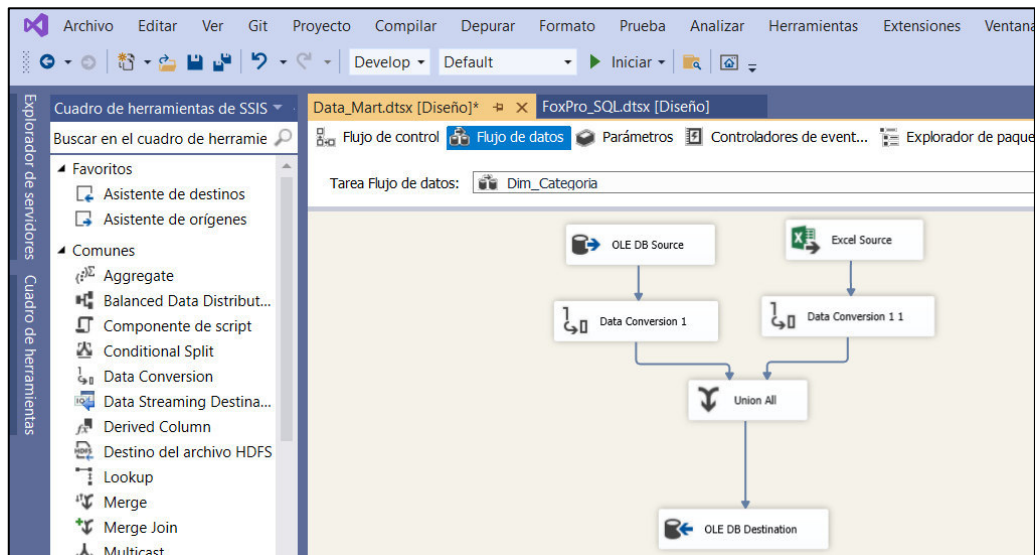 Archivo Editar Ver Git Proyecto Compilar Depurar Formato Prueba Analizar Herramientas Extensiones Ventana
Develop Default Iniciar
Explorador de servidores
Cuadro de herramientas
Cuadro de herramientas de SSIS
Buscar en el cuadro de herramie
Favoritos
Asistente de destinos
Asistente de orígenes
Comunes
Aggregate
Balanced Data Distribut...
Componente de script
Conditional Split
Data Conversion
Data Streaming Destina...
Derived Column
Destino del archivo HDFS
Lookup
Merge
Merge Join
Multicast
Data_Mart.dtsx [Diseño]* FoxPro_SQL.dtsx [Diseño]
Flujo de control Flujo de datos Parámetros Controladores de event... Explorador de paque
Tarea Flujo de datos: Dim_Categoria
OLE DB Source
Excel Source
Data Conversion 1
Data Conversion 1 1
Union All
OLE DB Destination